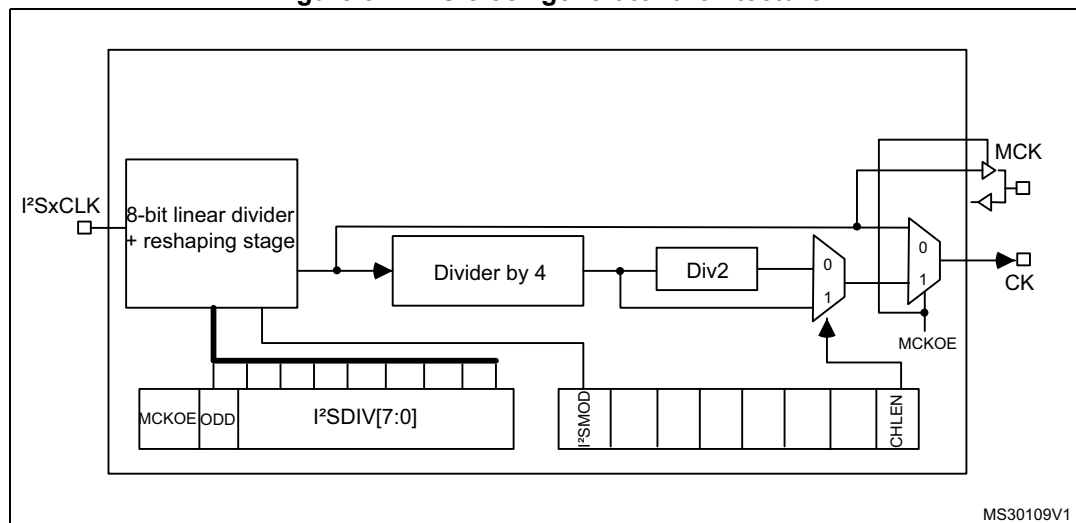 MCK
I²SxCLK
8-bit linear divider
+ reshaping stage
0
Divider by 4
Div2
0
1
1
CK
MCKOE
MCKOE
ODD
I²SDIV[7:0]
I²SMOD
CHLEN
MS30109V1